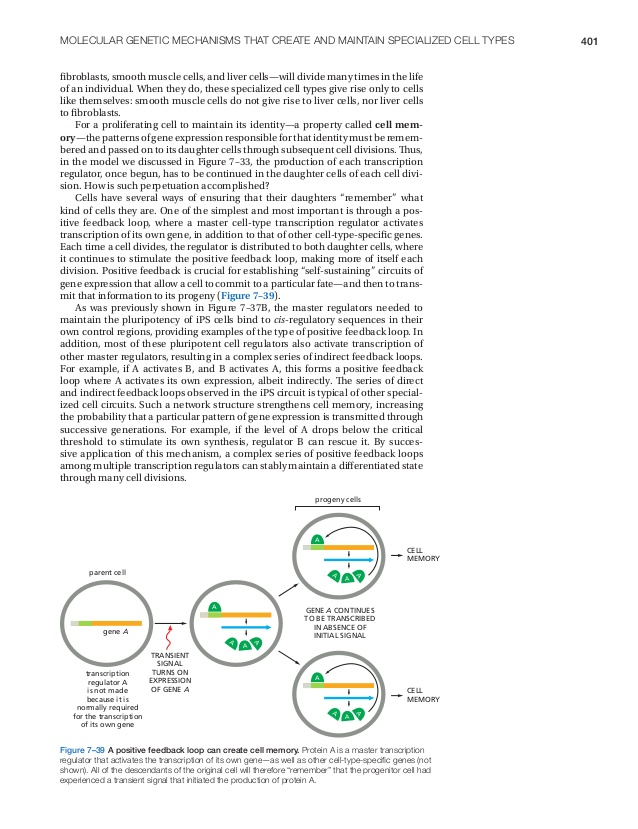 MOLECULAR GENETIC MECHANISMS THAT CREATE AND MAINTAIN SPECIALIZED CELL TYPES 401
fibroblasts, smooth muscle cells, and liver cells—will divide many times in the life
of an individual. When they do, these specialized cell types give rise only to cells
like themselves: smooth muscle cells do not give rise to liver cells, nor liver cells
to fibroblasts.
For a proliferating cell to maintain its identity—a property called cell mem-
ory—the patterns of gene expression responsible for that identity must be remem-
bered and passed on to its daughter cells through subsequent cell divisions. Thus,
in the model we discussed in Figure 7–33, the production of each transcription
regulator, once begun, has to be continued in the daughter cells of each cell divi-
sion. How is such perpetuation accomplished?
Cells have several ways of ensuring that their daughters “remember” what
kind of cells they are. One of the simplest and most important is through a pos-
itive feedback loop, where a master cell-type transcription regulator activates
transcription of its own gene, in addition to that of other cell-type-specific genes.
Each time a cell divides, the regulator is distributed to both daughter cells, where
it continues to stimulate the positive feedback loop, making more of itself each
division. Positive feedback is crucial for establishing “self-sustaining” circuits of
gene expression that allow a cell to commit to a particular fate—and then to trans-
mit that information to its progeny (Figure 7–39).
As was previously shown in Figure 7–37B, the master regulators needed to
maintain the pluripotency of iPS cells bind to cis-regulatory sequences in their
own control regions, providing examples of the type of positive feedback loop. In
addition, most of these pluripotent cell regulators also activate transcription of
other master regulators, resulting in a complex series of indirect feedback loops.
For example, if A activates B, and B activates A, this forms a positive feedback
loop where A activates its own expression, albeit indirectly. The series of direct
and indirect feedback loops observed in the iPS circuit is typical of other special-
ized cell circuits. Such a network structure strengthens cell memory, increasing
the probability that a particular pattern of gene expression is transmitted through
successive generations. For example, if the level of A drops below the critical
threshold to stimulate its own synthesis, regulator B can rescue it. By succes-
sive application of this mechanism, a complex series of positive feedback loops
among multiple transcription regulators can stably maintain a differentiated state
through many cell divisions.
progeny cells
A
A A A
CELL
MEMORY
parent cell
gene A
transcription
regulator A
is not made
because it is
normally required
for the transcription
of its own gene
TRANSIENT
SIGNAL
TURNS ON
EXPRESSION
OF GENE A
A
A A A
GENE A CONTINUES
TO BE TRANSCRIBED
IN ABSENCE OF
INITIAL SIGNAL
A
A A A
CELL
MEMORY
Figure 7–39 A positive feedback loop can create cell memory. Protein A is a master transcription
regulator that activates the transcription of its own gene—as well as other cell-type-specific genes (not
shown). All of the descendants of the original cell will therefore “remember” that the progenitor cell had
experienced a transient signal that initiated the production of protein A.